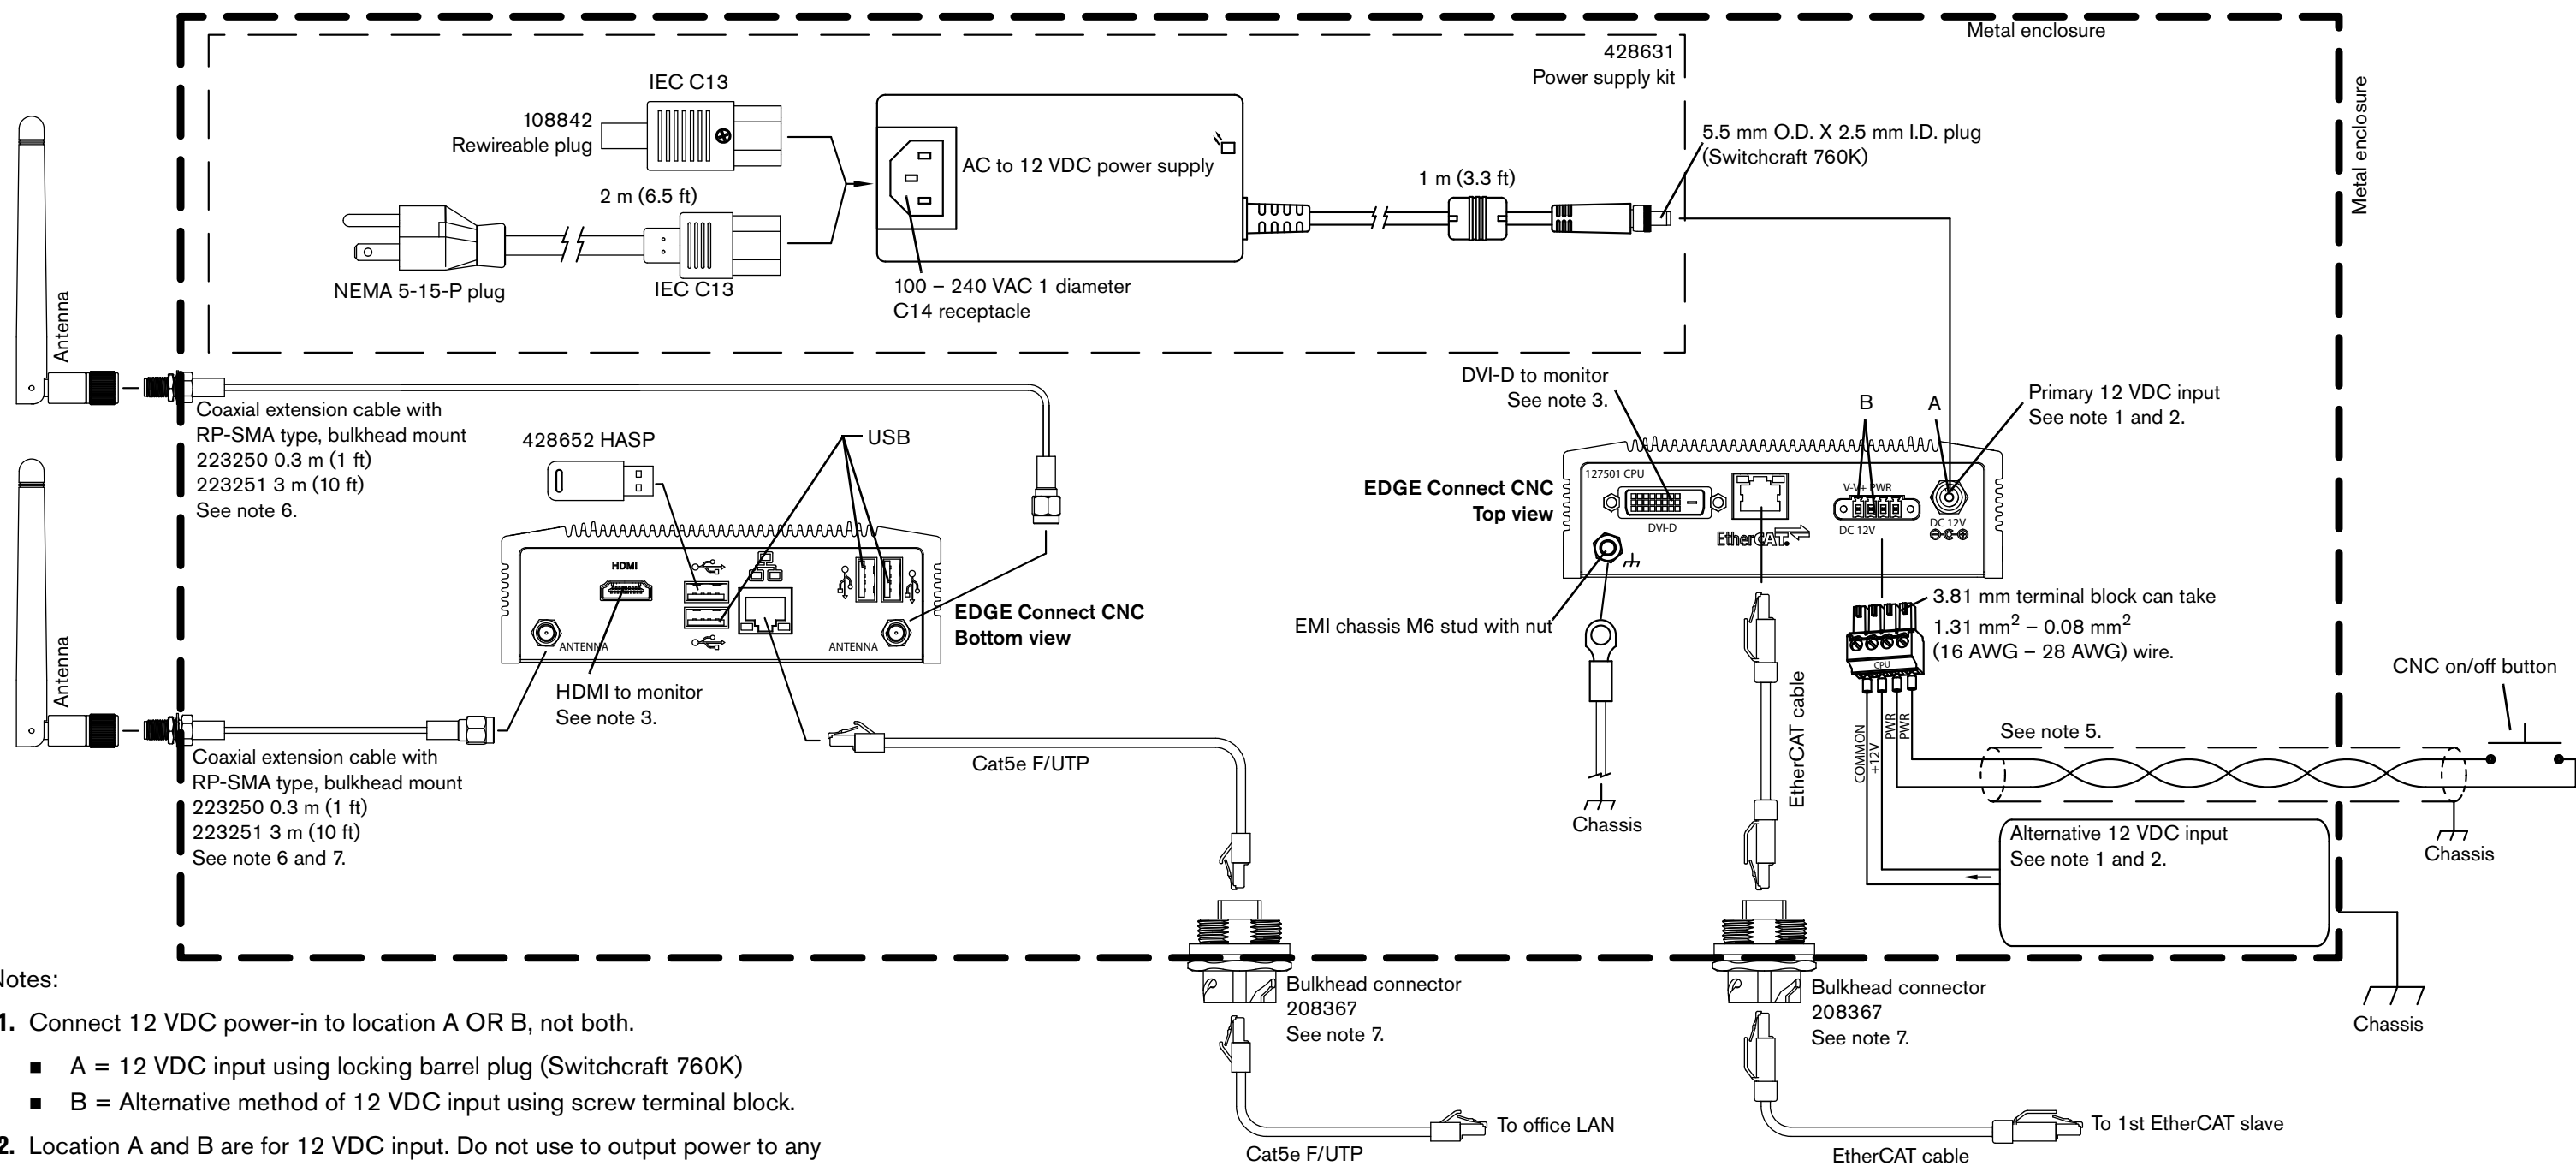 Metal enclosure
Metal enclosure
428631
Power supply kit
IEC C13
108842
Rewireable plug
2 m (6.5 ft)
NEMA 5-15-P plug
IEC C13
AC to 12 VDC power supply
100 – 240 VAC 1 diameter
C14 receptacle
1 m (3.3 ft)
5.5 mm O.D. X 2.5 mm I.D. plug
(Switchcraft 760K)
Antenna
Coaxial extension cable with
RP-SMA type, bulkhead mount
223250 0.3 m (1 ft)
223251 3 m (10 ft)
See note 6.
428652 HASP
USB
HDMI
ANTENNA
ANTENNA
EDGE Connect CNC
Bottom view
HDMI to monitor
See note 3.
Antenna
Coaxial extension cable with
RP-SMA type, bulkhead mount
223250 0.3 m (1 ft)
223251 3 m (10 ft)
See note 6 and 7.
Cat5e F/UTP
DVI-D to monitor
See note 3.
B
A
Primary 12 VDC input
See note 1 and 2.
EDGE Connect CNC
Top view
127501 CPU
DVI-D
EtherCAT
V-V+ PWR
DC 12V
DC 12V
EMI chassis M6 stud with nut
Chassis
EtherCAT cable
3.81 mm terminal block can take
1.31 mm² – 0.08 mm²
(16 AWG – 28 AWG) wire.
CPU
COMMON
+12V
PWR
PWR
See note 5.
CNC on/off button
Chassis
Alternative 12 VDC input
See note 1 and 2.
Chassis
Bulkhead connector
208367
See note 7.
Bulkhead connector
208367
See note 7.
To office LAN
Cat5e F/UTP
To 1st EtherCAT slave
EtherCAT cable
Notes:
1. Connect 12 VDC power-in to location A OR B, not both.
■ A = 12 VDC input using locking barrel plug (Switchcraft 760K)
■ B = Alternative method of 12 VDC input using screw terminal block.
2. Location A and B are for 12 VDC input. Do not use to output power to any